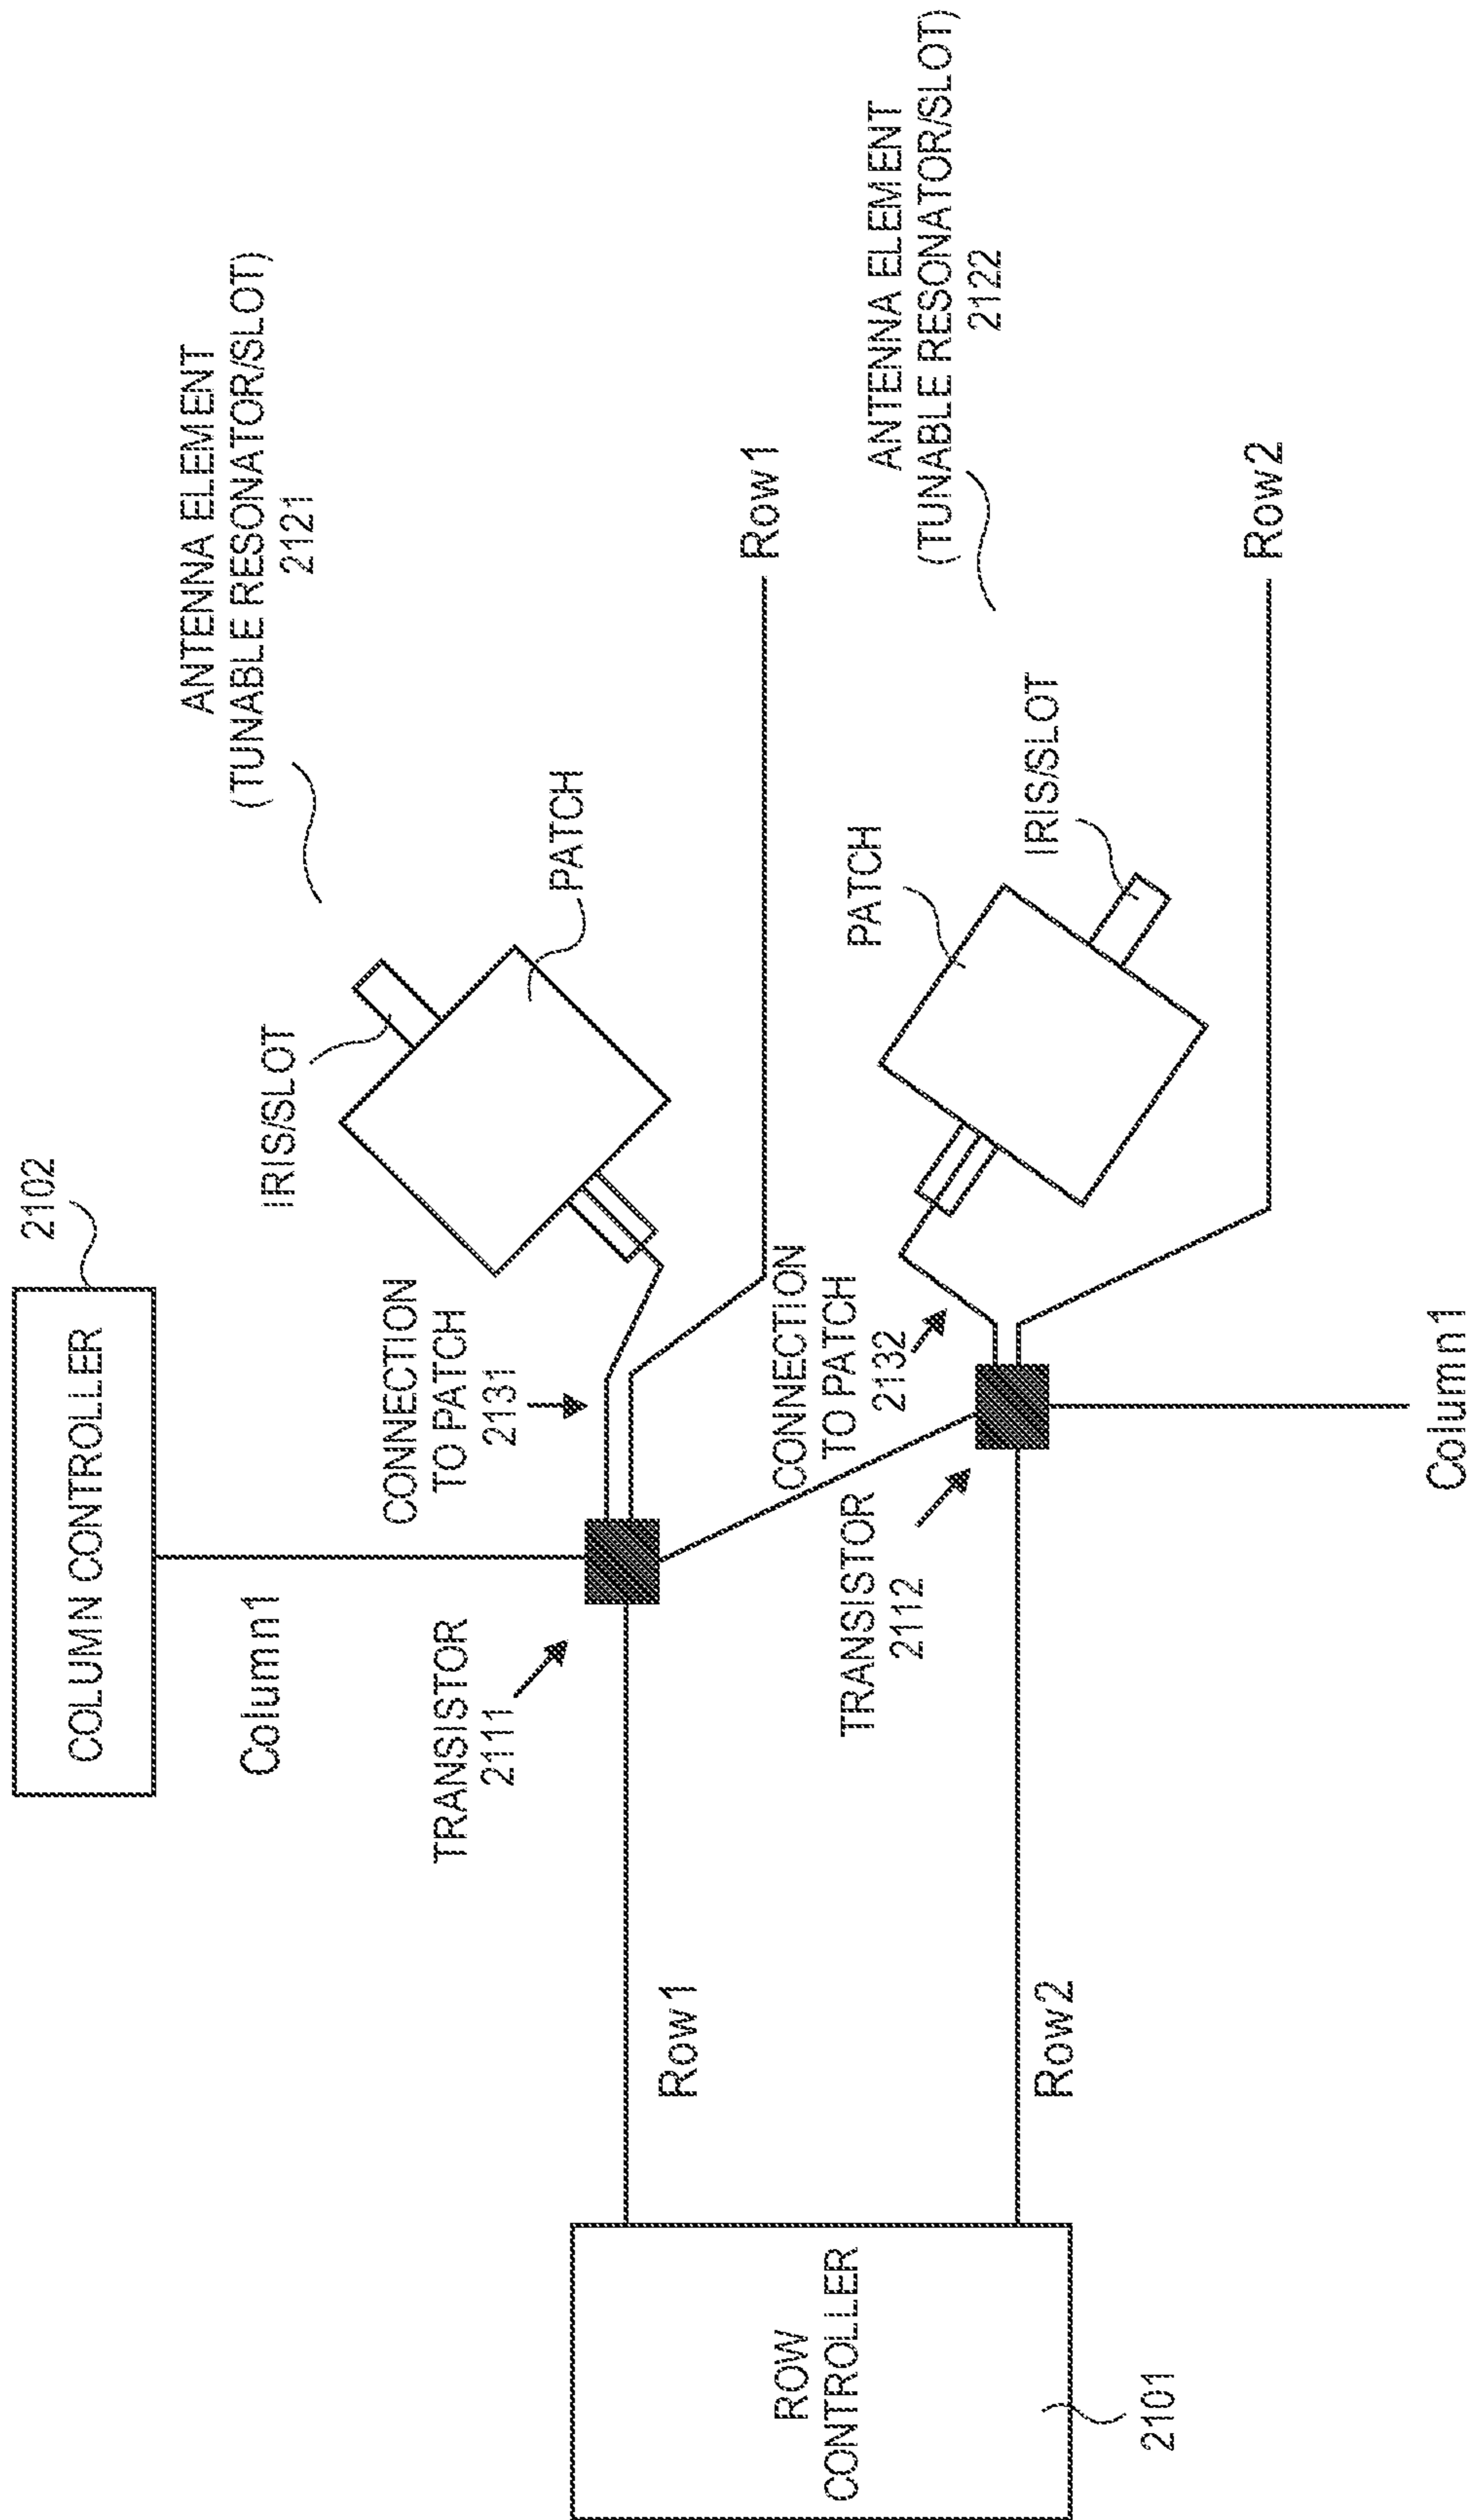 COLUMN CONTROLLER
2102
Column1
ANTENNA ELEMENT
(TUNABLE RESONATOR/SLOT)
2121
IRIS/SLOT
PATCH
CONNECTION
TO PATCH
2131
TRANSISTOR
2111
Row1
Row1
ANTENNA ELEMENT
(TUNABLE RESONATOR/SLOT)
2122
PATCH
IRIS/SLOT
CONNECTION
TO PATCH
2132
TRANSISTOR
2112
Row2
Row2
Column1
ROW
CONTROLLER
2101